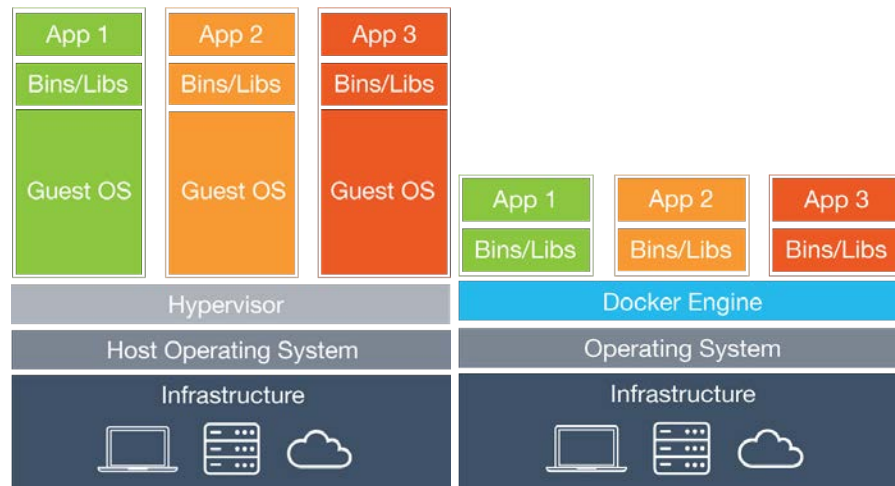 App 1
Bins/Libs
Guest OS
App 2
Bins/Libs
Guest OS
App 3
Bins/Libs
Guest OS
Hypervisor
Host Operating System
Infrastructure
App 1
Bins/Libs
App 2
Bins/Libs
App 3
Bins/Libs
Docker Engine
Operating System
Infrastructure